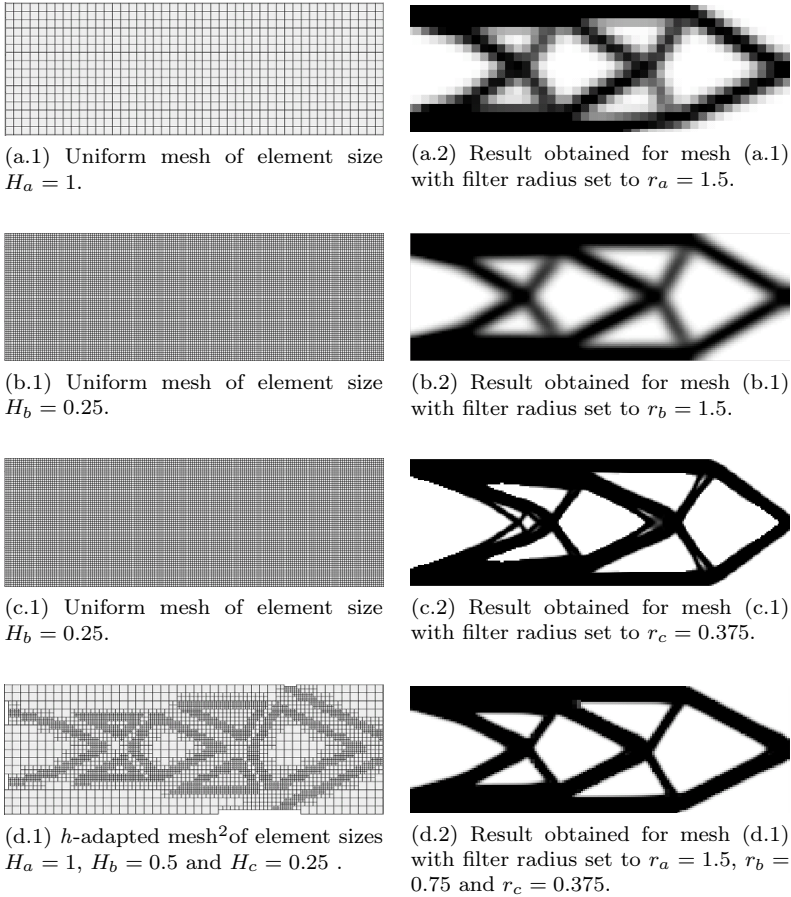 (a.1) Uniform mesh of element size
H_a = 1.
(a.2) Result obtained for mesh (a.1)
with filter radius set to r_a = 1.5.
(b.1) Uniform mesh of element size
H_b = 0.25.
(b.2) Result obtained for mesh (b.1)
with filter radius set to r_b = 1.5.
(c.1) Uniform mesh of element size
H_b = 0.25.
(c.2) Result obtained for mesh (c.1)
with filter radius set to r_c = 0.375.
(d.1) h-adapted mesh²of element sizes
H_a = 1, H_b = 0.5 and H_c = 0.25 .
(d.2) Result obtained for mesh (d.1)
with filter radius set to r_a = 1.5, r_b =
0.75 and r_c = 0.375.